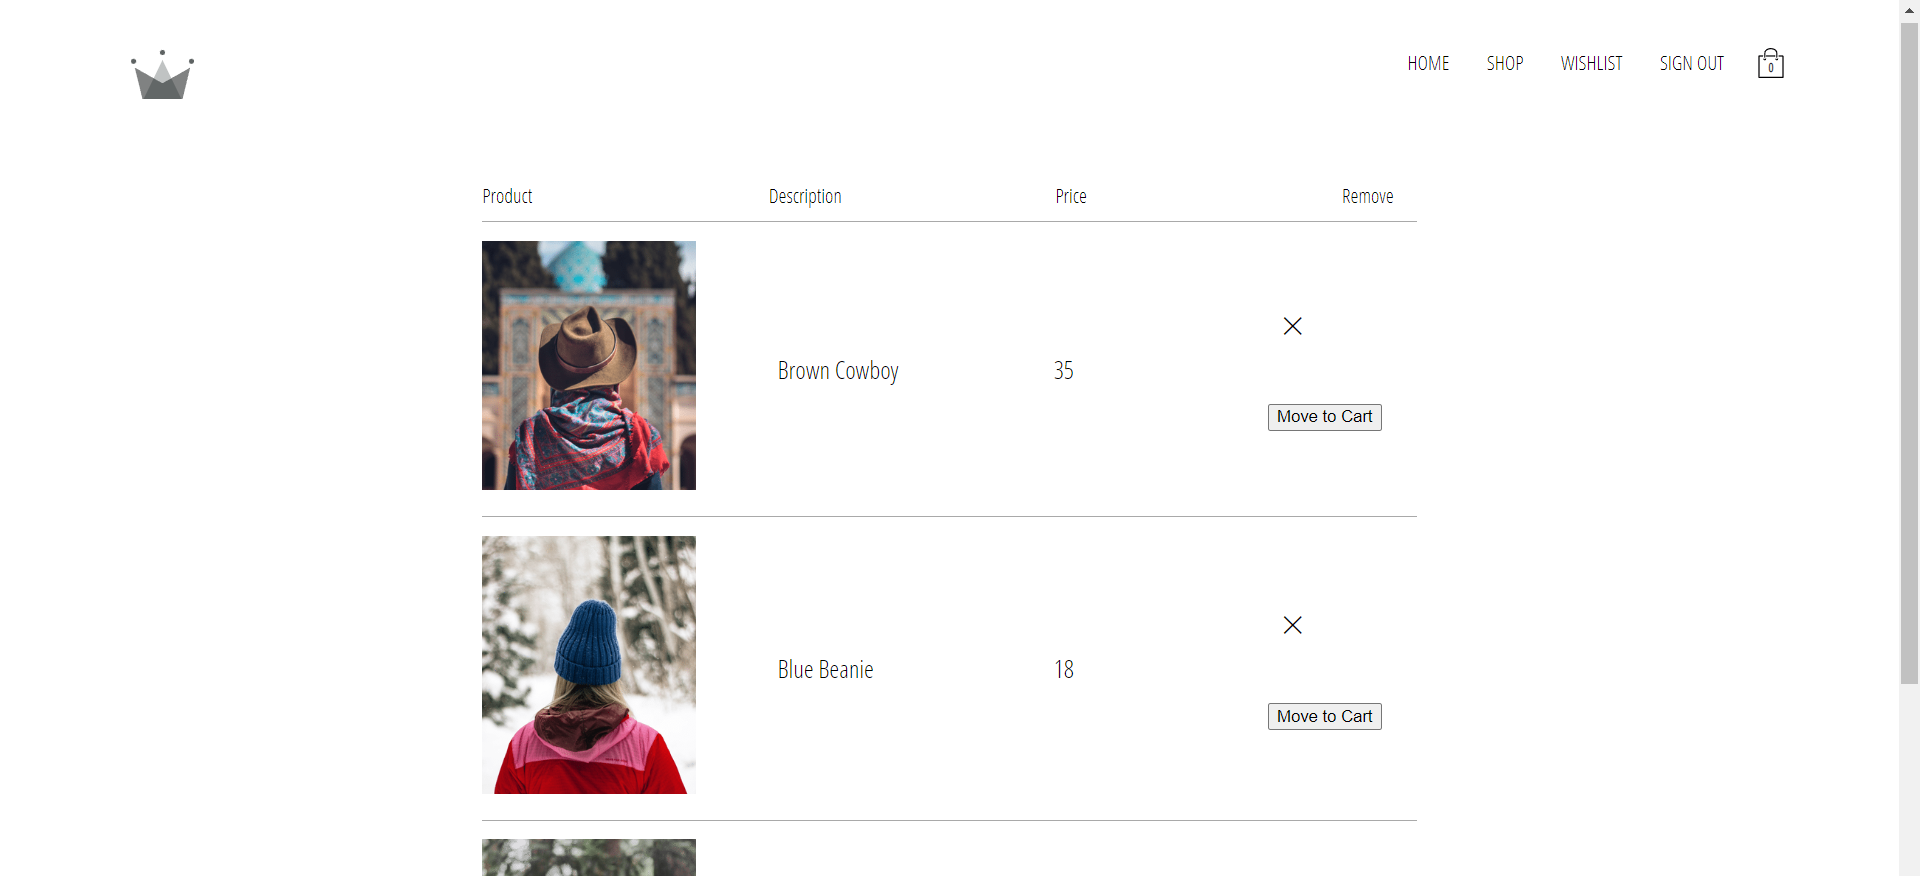 HOME SHOP WISHLIST SIGN OUT 0
Product Description Price Remove
Brown Cowboy 35
Move to Cart
Blue Beanie 18
Move to Cart